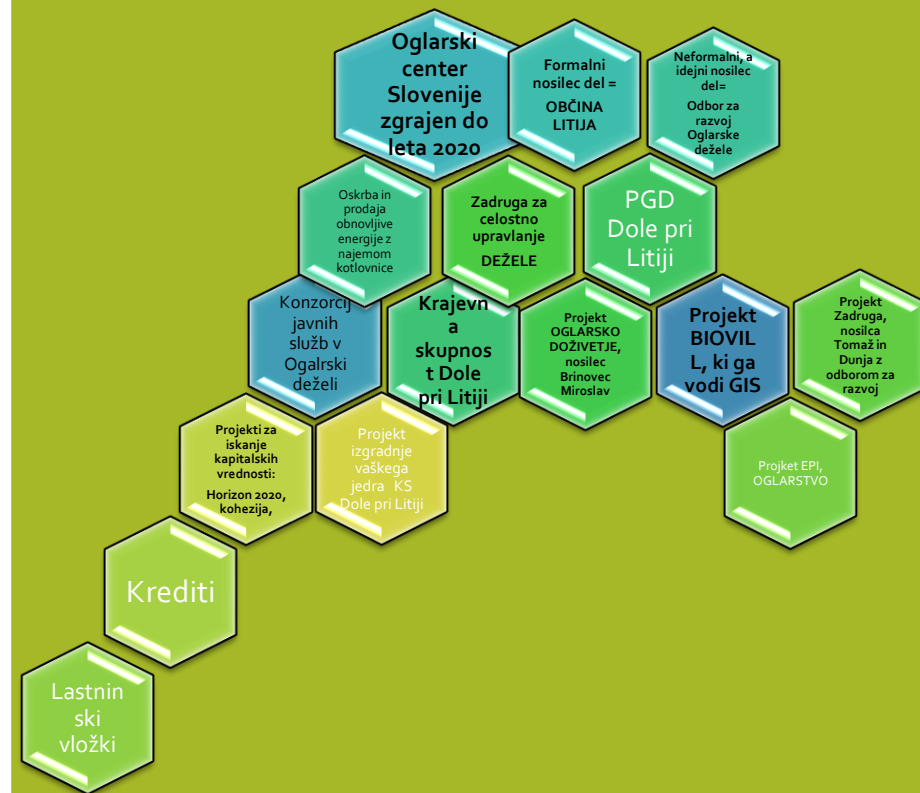 Oglarski
center
Slovenije
zgrajen do
leta 2020
Formalni
nosilec del =
OBČINA
LITIJA
Neformalni, a
idejni nosilec
del=
Odbor za
razvoj
Oglarske
dežele
Oskrba in
prodaja
obnovljive
energije z
najemom
kotlovnice
Zadruga za
celostno
upravlanje
DEŽELE
PGD
Dole pri
Litiji
Konzorcij
javnih
služb v
Ogalrski
deželi
Krajevn
a
skupnos
t Dole
pri Litiji
Projekt
OGLARSKO
DOŽIVETJE,
nosilec
Brinovec
Miroslav
Projekt
BIOVIL
L, ki ga
vodi GIS
Projekt
Zadruga,
nosilca
Tomaž in
Dunja z
odborom za
razvoj
Projekti za
iskanje
kapitalskih
vrednosti:
Horizon 2020,
kohezija,
Projekt
izgradnje
vaškega
jedra KS
Dole pri Litiji
Projket EPI,
OGLARSTVO
Krediti
Lastnin
ski
vložki